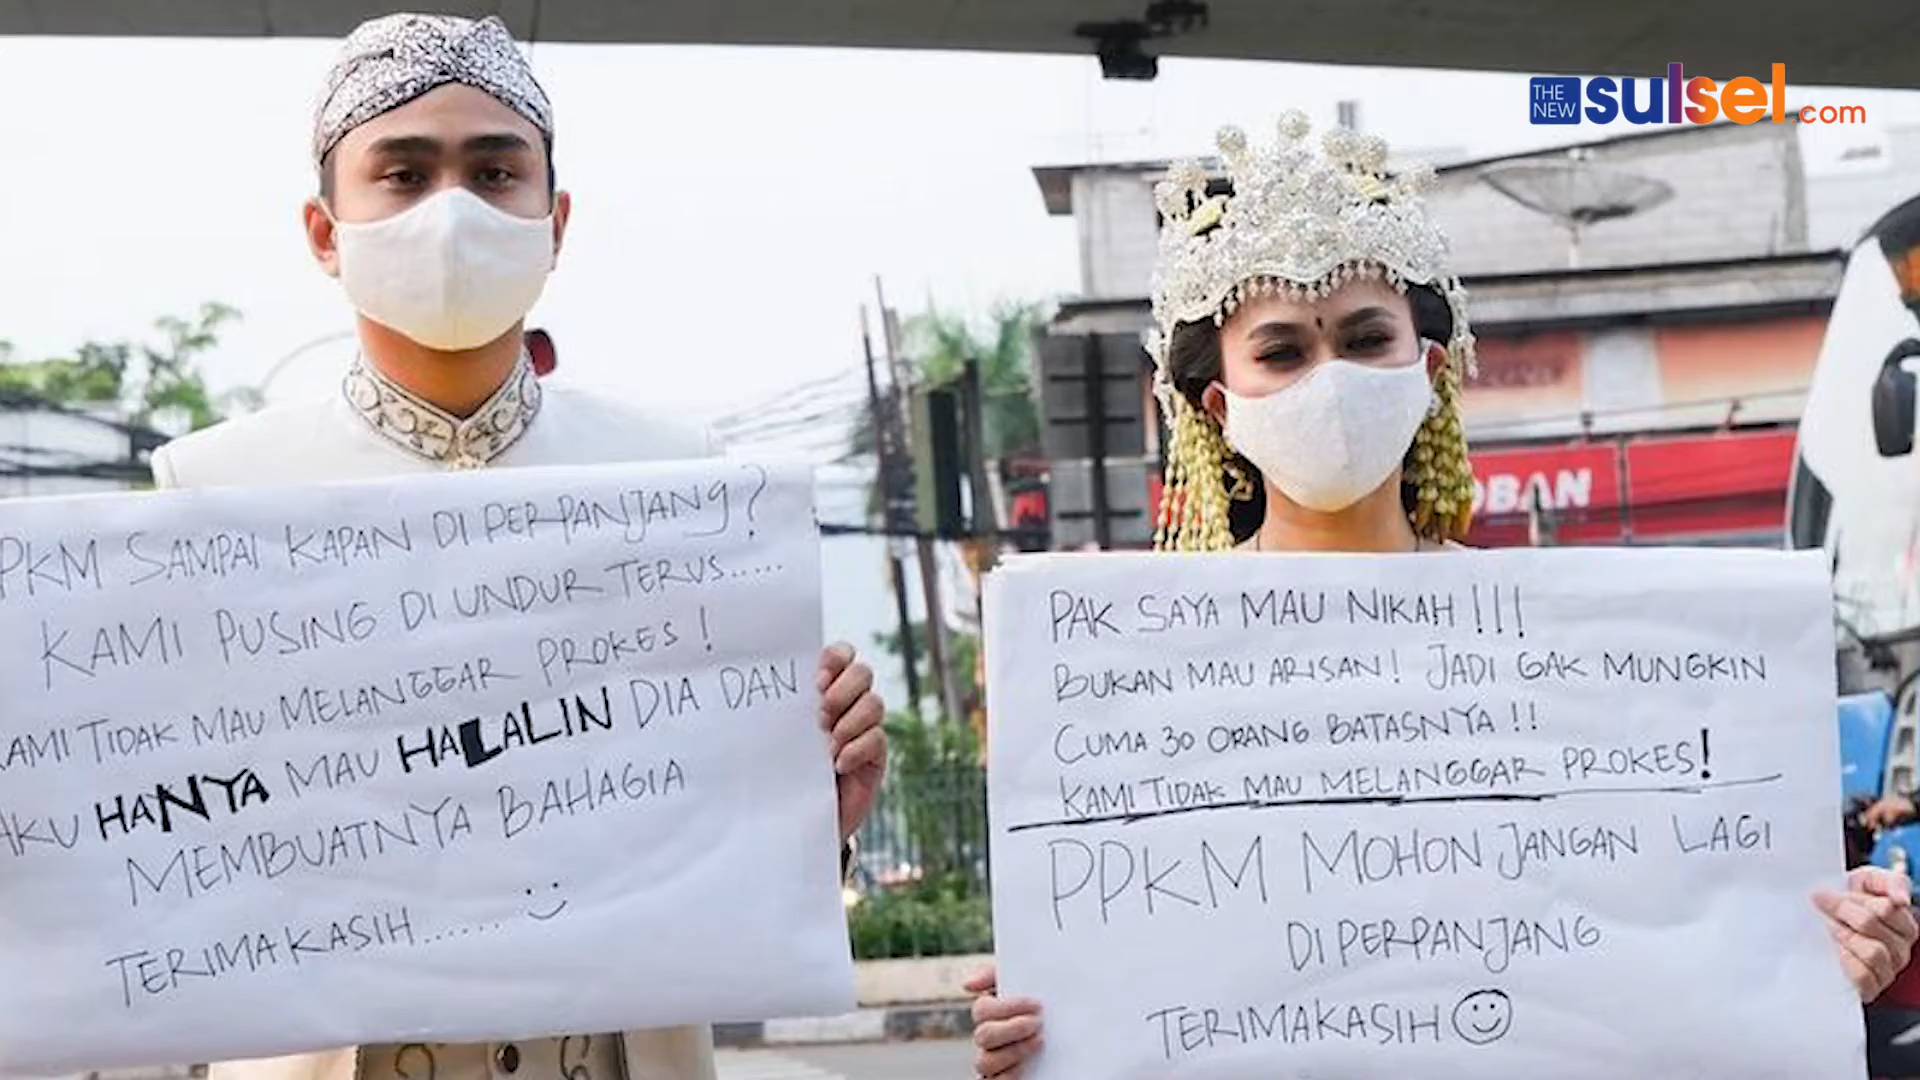 THE NEW sulsel.com
PKM SAMPAI KAPAN DI PERPANJANG?
KAMI PUSING DI UNDUR TERUS.....
KAMI TIDAK MAU MELANGGAR PROKES!
AKU HANYA MAU HALALIN DIA DAN
MEMBUATNYA BAHAGIA
TERIMAKASIH......
PAK SAYA MAU NIKAH!!!
BUKAN MAU ARISAN! JADI GAK MUNGKIN
CUMA 30 ORANG BATASNYA!!
KAMI TIDAK MAU MELANGGAR PROKES!
PPKM MOHON JANGAN LAGI
DI PERPANJANG
TERIMAKASIH
OBAN